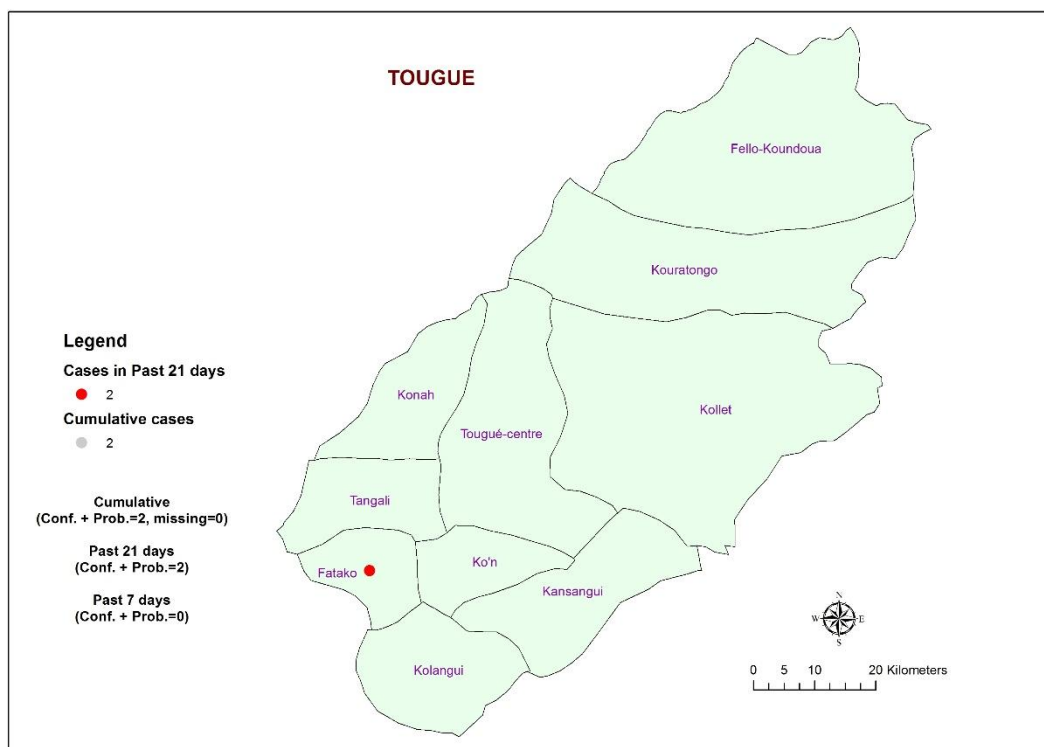 TOUGUE
Fello-Koundoua
Kouratongo
Kollet
Konah
Tougué-centre
Tangali
Fatako
Ko'n
Kansangui
Kolangui
Legend
Cases in Past 21 days
2
Cumulative cases
2
Cumulative
(Conf. + Prob.=2, missing=0)
Past 21 days
(Conf. + Prob.=2)
Past 7 days
(Conf. + Prob.=0)
N
W E
S
0 5 10 20 Kilometers